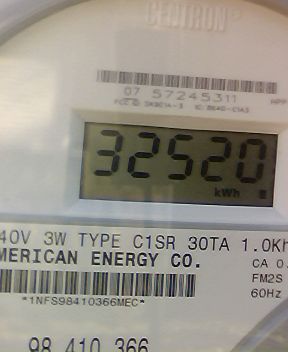 CENTRON®
07 57245311
32520
kWh
40V 3W TYPE C1SR 30TA 1.0Kh
MERICAN ENERGY CO.
CA 0.
FM2S
60Hz
*1NFS98410366MEC*
98 410 366